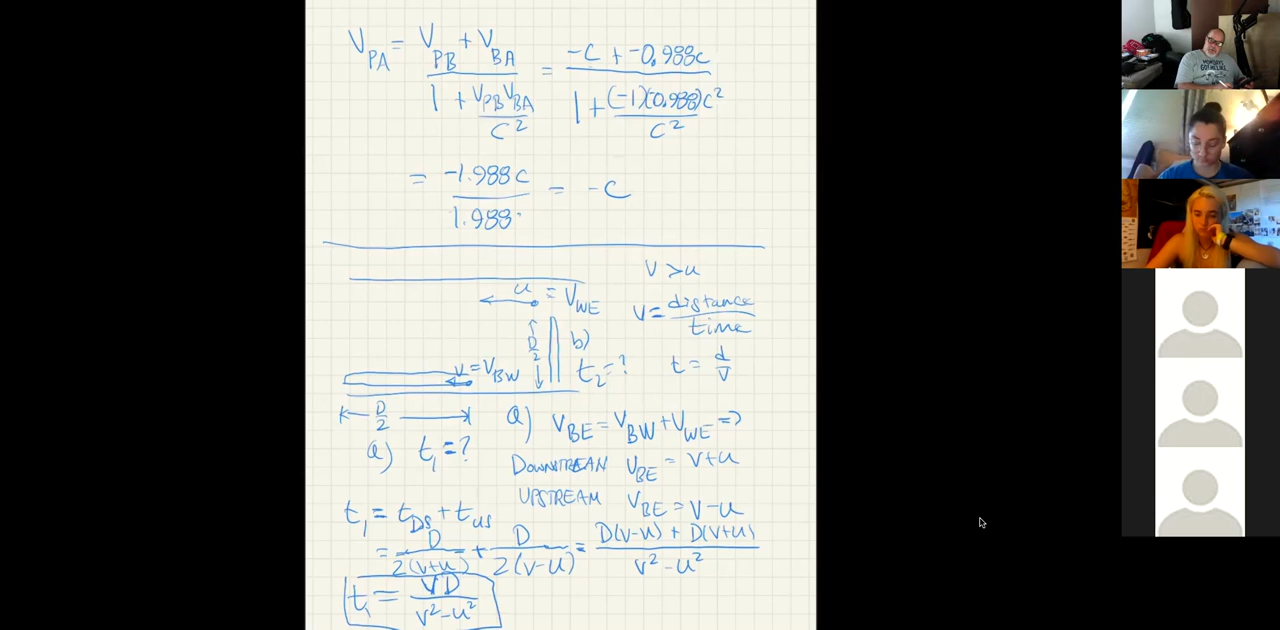 V_PA = (V_PB + V_BA) / (1 + V_PB V_BA / C²) = (-C + -0.988c) / (1 + (-1)(-0.988)C² / C²)
= -1.988C / 1.988 = -C
V > u
u = V_WE
V = distance / time
D/2
b)
v = V_BW
t₂ = ?
t = d/v
D/2
a) V_BE = V_BW + V_WE =>
a) t₁ = ?
DOWNSTREAM V_BE = V+u
UPSTREAM V_BE = V-u
t₁ = t_DS + t_us
= D / 2(V+u) + D / 2(V-u) = (D(V-u) + D(V+u)) / (V² - u²)
t₁ = VD / (V² - u²)